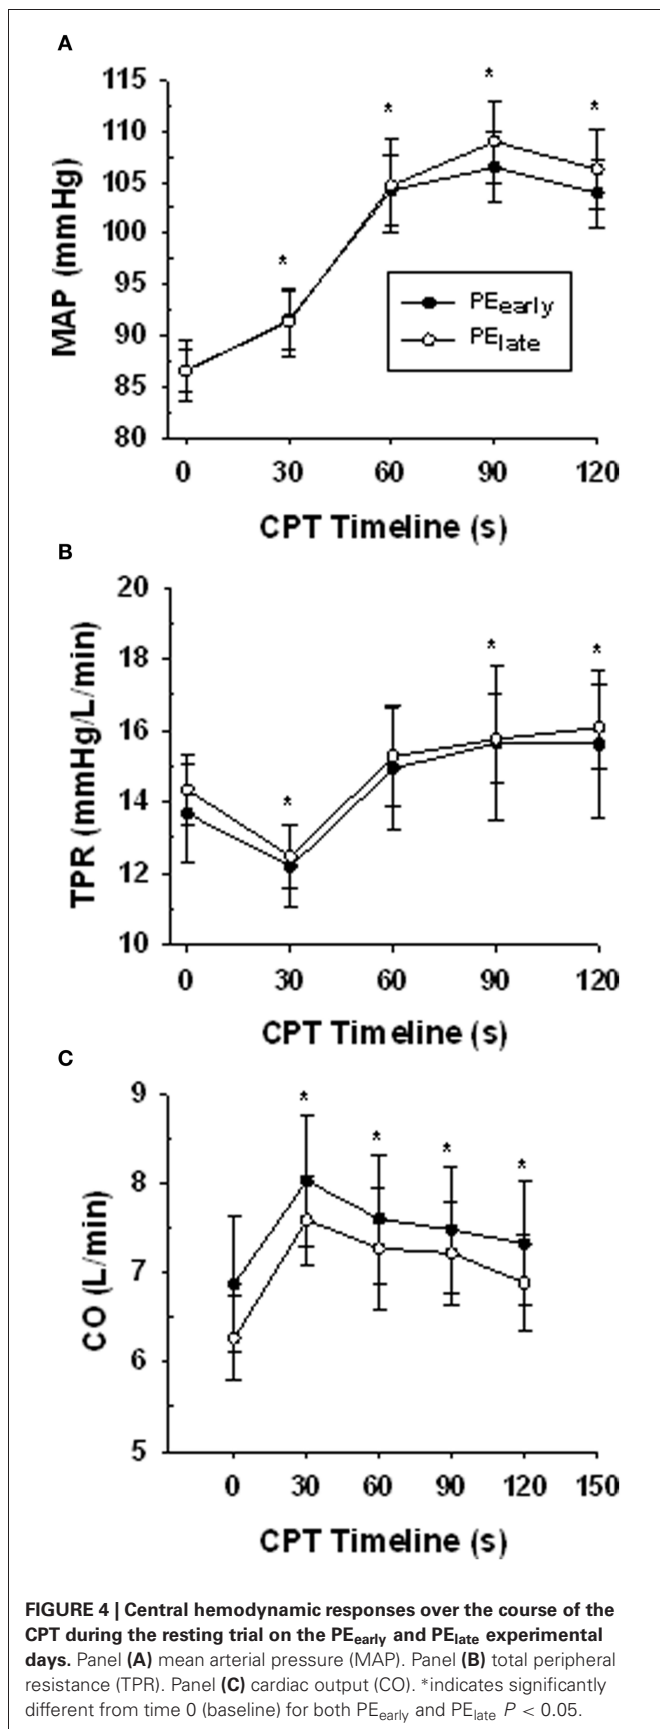 A
MAP (mmHg)
115
110
105
100
95
90
85
80
*
*
*
*
PEearly
PElate
0 30 60 90 120
CPT Timeline (s)
B
TPR (mmHg/L/min)
20
18
16
14
12
10
*
*
*
0 30 60 90 120
CPT Timeline (s)
C
CO (L/min)
9
8
7
6
5
*
*
*
*
0 30 60 90 120 150
CPT Timeline (s)
FIGURE 4 | Central hemodynamic responses over the course of the
CPT during the resting trial on the PEearly and PElate experimental
days. Panel (A) mean arterial pressure (MAP). Panel (B) total peripheral
resistance (TPR). Panel (C) cardiac output (CO). *indicates significantly
different from time 0 (baseline) for both PEearly and PElate P < 0.05.